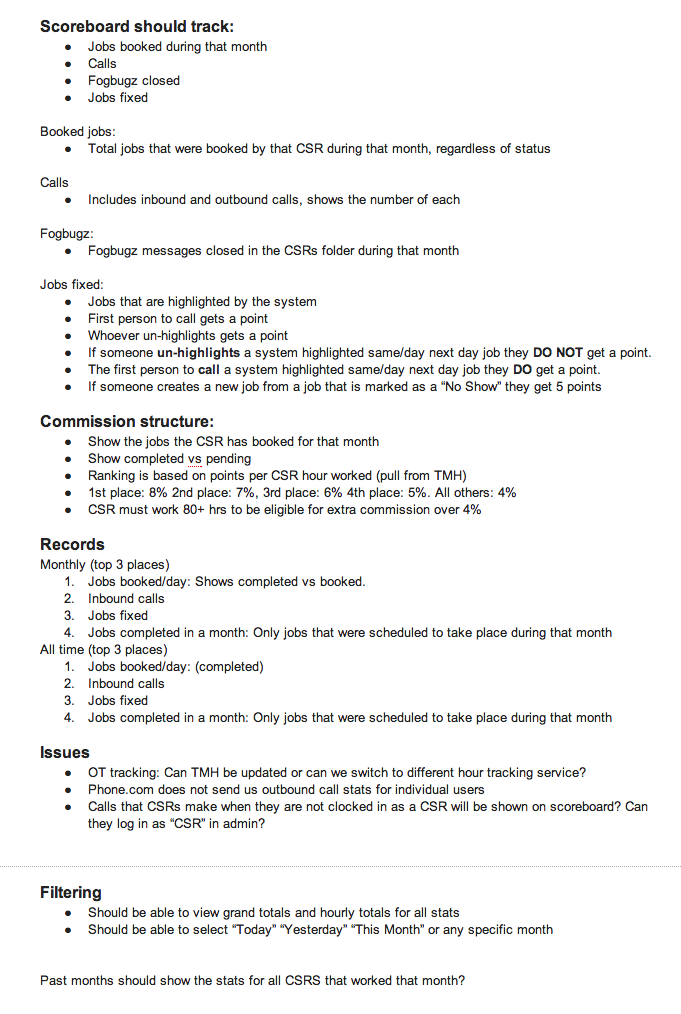 Scoreboard should track:
● Jobs booked during that month
● Calls
● Fogbugz closed
● Jobs fixed
Booked jobs:
● Total jobs that were booked by that CSR during that month, regardless of status
Calls
● Includes inbound and outbound calls, shows the number of each
Fogbugz:
● Fogbugz messages closed in the CSRs folder during that month
Jobs fixed:
● Jobs that are highlighted by the system
● First person to call gets a point
● Whoever un-highlights gets a point
● If someone un-highlights a system highlighted same/day next day job they DO NOT get a point.
● The first person to call a system highlighted same/day next day job they DO get a point.
● If someone creates a new job from a job that is marked as a “No Show” they get 5 points
Commission structure:
● Show the jobs the CSR has booked for that month
● Show completed vs pending
● Ranking is based on points per CSR hour worked (pull from TMH)
● 1st place: 8% 2nd place: 7%, 3rd place: 6% 4th place: 5%. All others: 4%
● CSR must work 80+ hrs to be eligible for extra commission over 4%
Records
Monthly (top 3 places)
1. Jobs booked/day: Shows completed vs booked.
2. Inbound calls
3. Jobs fixed
4. Jobs completed in a month: Only jobs that were scheduled to take place during that month
All time (top 3 places)
1. Jobs booked/day: (completed)
2. Inbound calls
3. Jobs fixed
4. Jobs completed in a month: Only jobs that were scheduled to take place during that month
Issues
● OT tracking: Can TMH be updated or can we switch to different hour tracking service?
● Phone.com does not send us outbound call stats for individual users
● Calls that CSRs make when they are not clocked in as a CSR will be shown on scoreboard? Can
they log in as “CSR” in admin?
Filtering
● Should be able to view grand totals and hourly totals for all stats
● Should be able to select “Today” “Yesterday” “This Month” or any specific month
Past months should show the stats for all CSRS that worked that month?